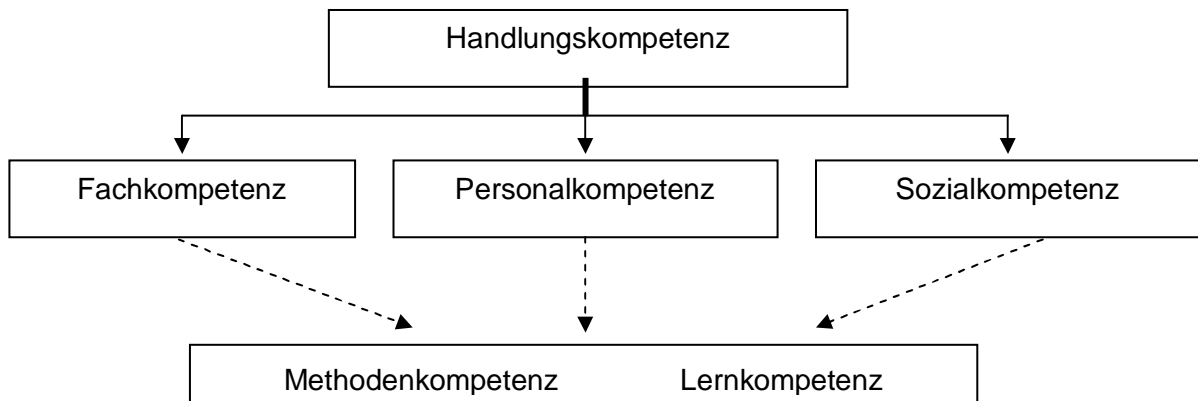 Handlungskompetenz
Fachkompetenz Personalkompetenz Sozialkompetenz
Methodenkompetenz Lernkompetenz